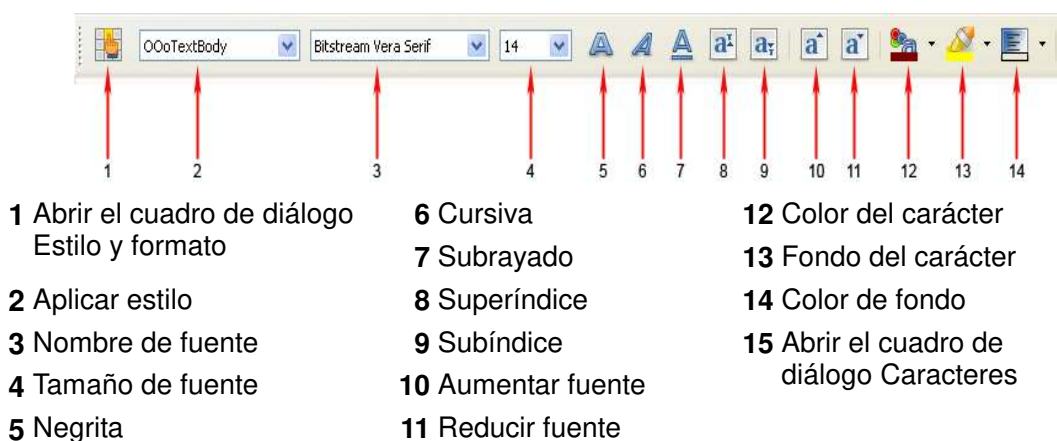 OOoTextBody Bitstream Vera Serif 14
1 2 3 4 5 6 7 8 9 10 11 12 13 14
1 Abrir el cuadro de diálogo
Estilo y formato
2 Aplicar estilo
3 Nombre de fuente
4 Tamaño de fuente
5 Negrita
6 Cursiva
7 Subrayado
8 Superíndice
9 Subíndice
10 Aumentar fuente
11 Reducir fuente
12 Color del carácter
13 Fondo del carácter
14 Color de fondo
15 Abrir el cuadro de
diálogo Caracteres